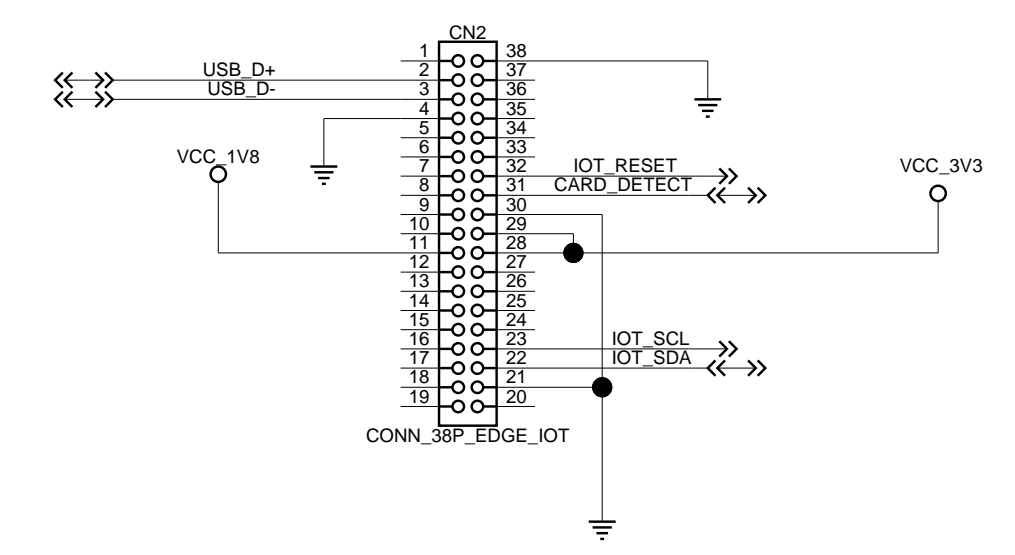 CN2
1 38
USB_D+ 2 37
USB_D- 3 36
4 35
5 34
VCC_1V8 6 33
7 32 IOT_RESET VCC_3V3
8 31 CARD_DETECT
9 30
10 29
11 28
12 27
13 26
14 25
15 24
16 23 IOT_SCL
17 22 IOT_SDA
18 21
19 20
CONN_38P_EDGE_IOT